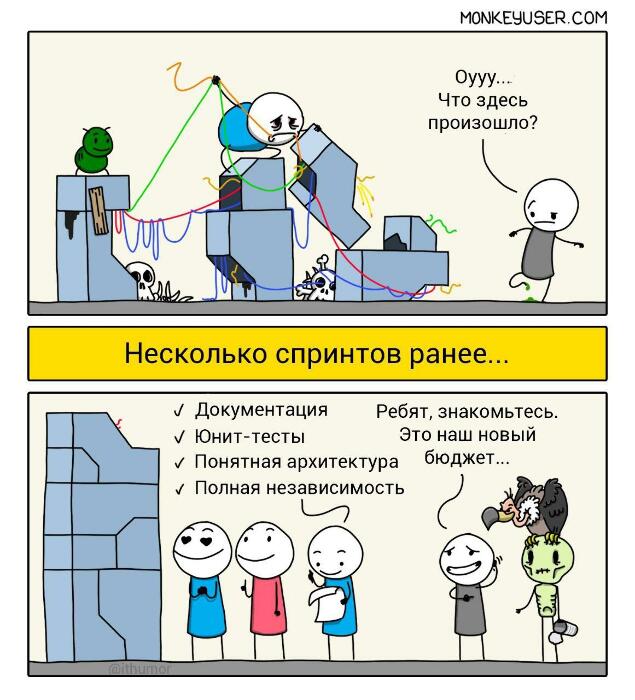 MONKEYUSER.COM
Оууу...
Что здесь
произошло?
Несколько спринтов ранее...
✓ Документация
✓ Юнит-тесты
✓ Понятная архитектура
✓ Полная независимость
Ребят, знакомьтесь.
Это наш новый
бюджет...
@ithumor